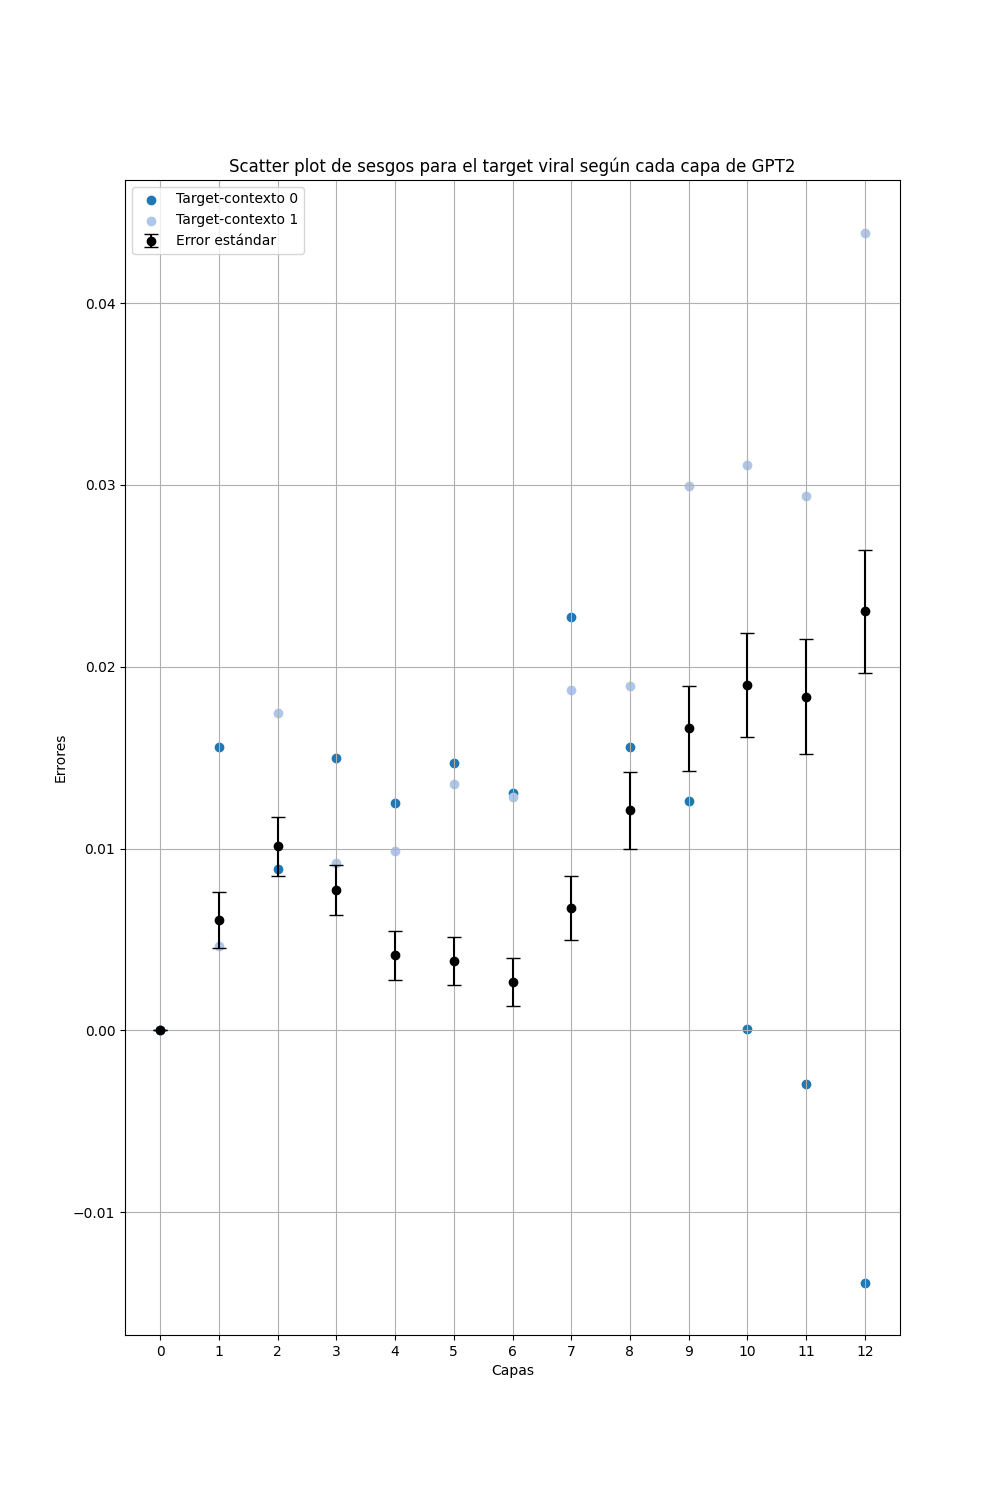 Scatter plot de sesgos para el target viral según cada capa de GPT2
Target-contexto 0
Target-contexto 1
Error estándar
0.04
0.03
0.02
0.01
0.00
−0.01
Errores
0 1 2 3 4 5 6 7 8 9 10 11 12
Capas